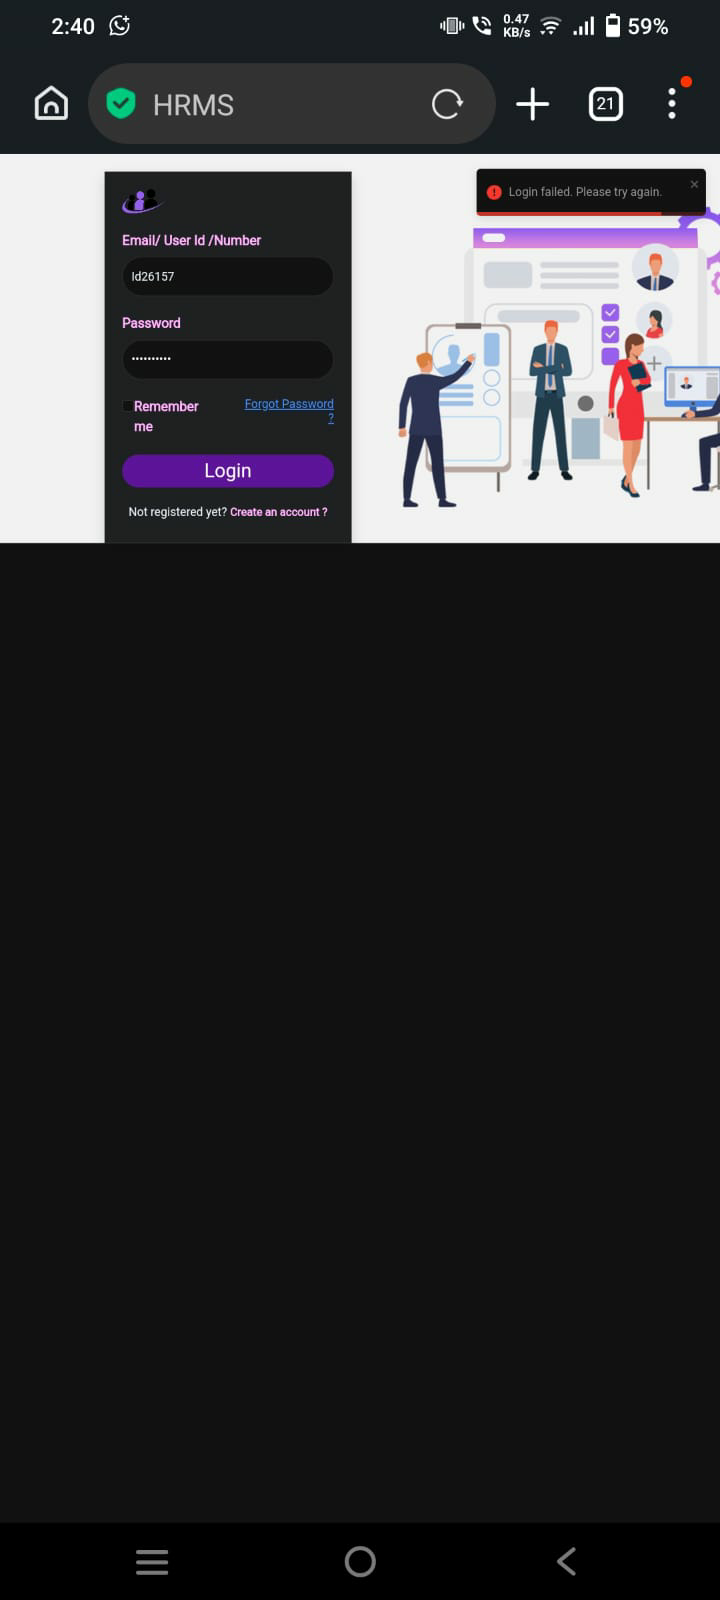 2:40
0.47
KB/s
59%
HRMS
21
Login failed. Please try again.
Email/ User Id /Number
Id26157
Password
••••••••••
Remember
me
Forgot Password
?
Login
Not registered yet? Create an account ?